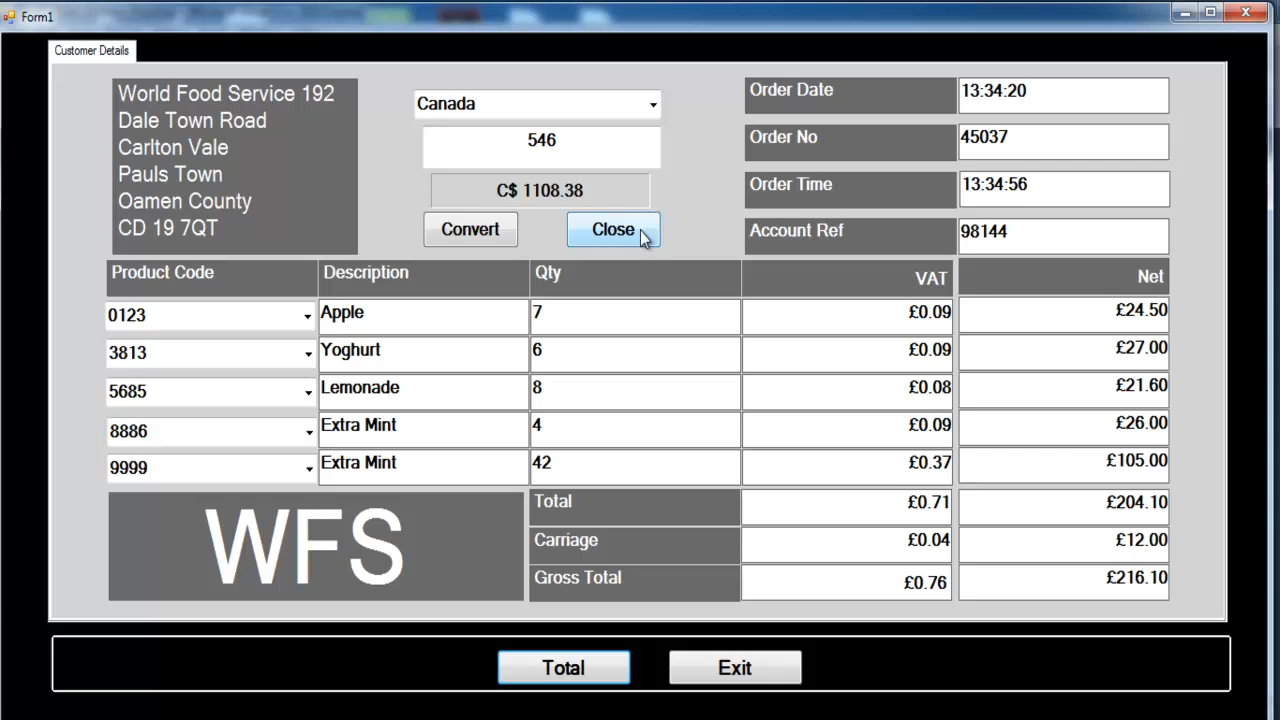 Form1
Customer Details
World Food Service 192
Dale Town Road
Carlton Vale
Pauls Town
Oamen County
CD 19 7QT
Canada
546
C$ 1108.38
Convert Close
Order Date 13:34:20
Order No 45037
Order Time 13:34:56
Account Ref 98144
Product Code Description Qty VAT Net
0123 Apple 7 £0.09 £24.50
3813 Yoghurt 6 £0.09 £27.00
5685 Lemonade 8 £0.08 £21.60
8886 Extra Mint 4 £0.09 £26.00
9999 Extra Mint 42 £0.37 £105.00
WFS
Total £0.71 £204.10
Carriage £0.04 £12.00
Gross Total £0.76 £216.10
Total Exit